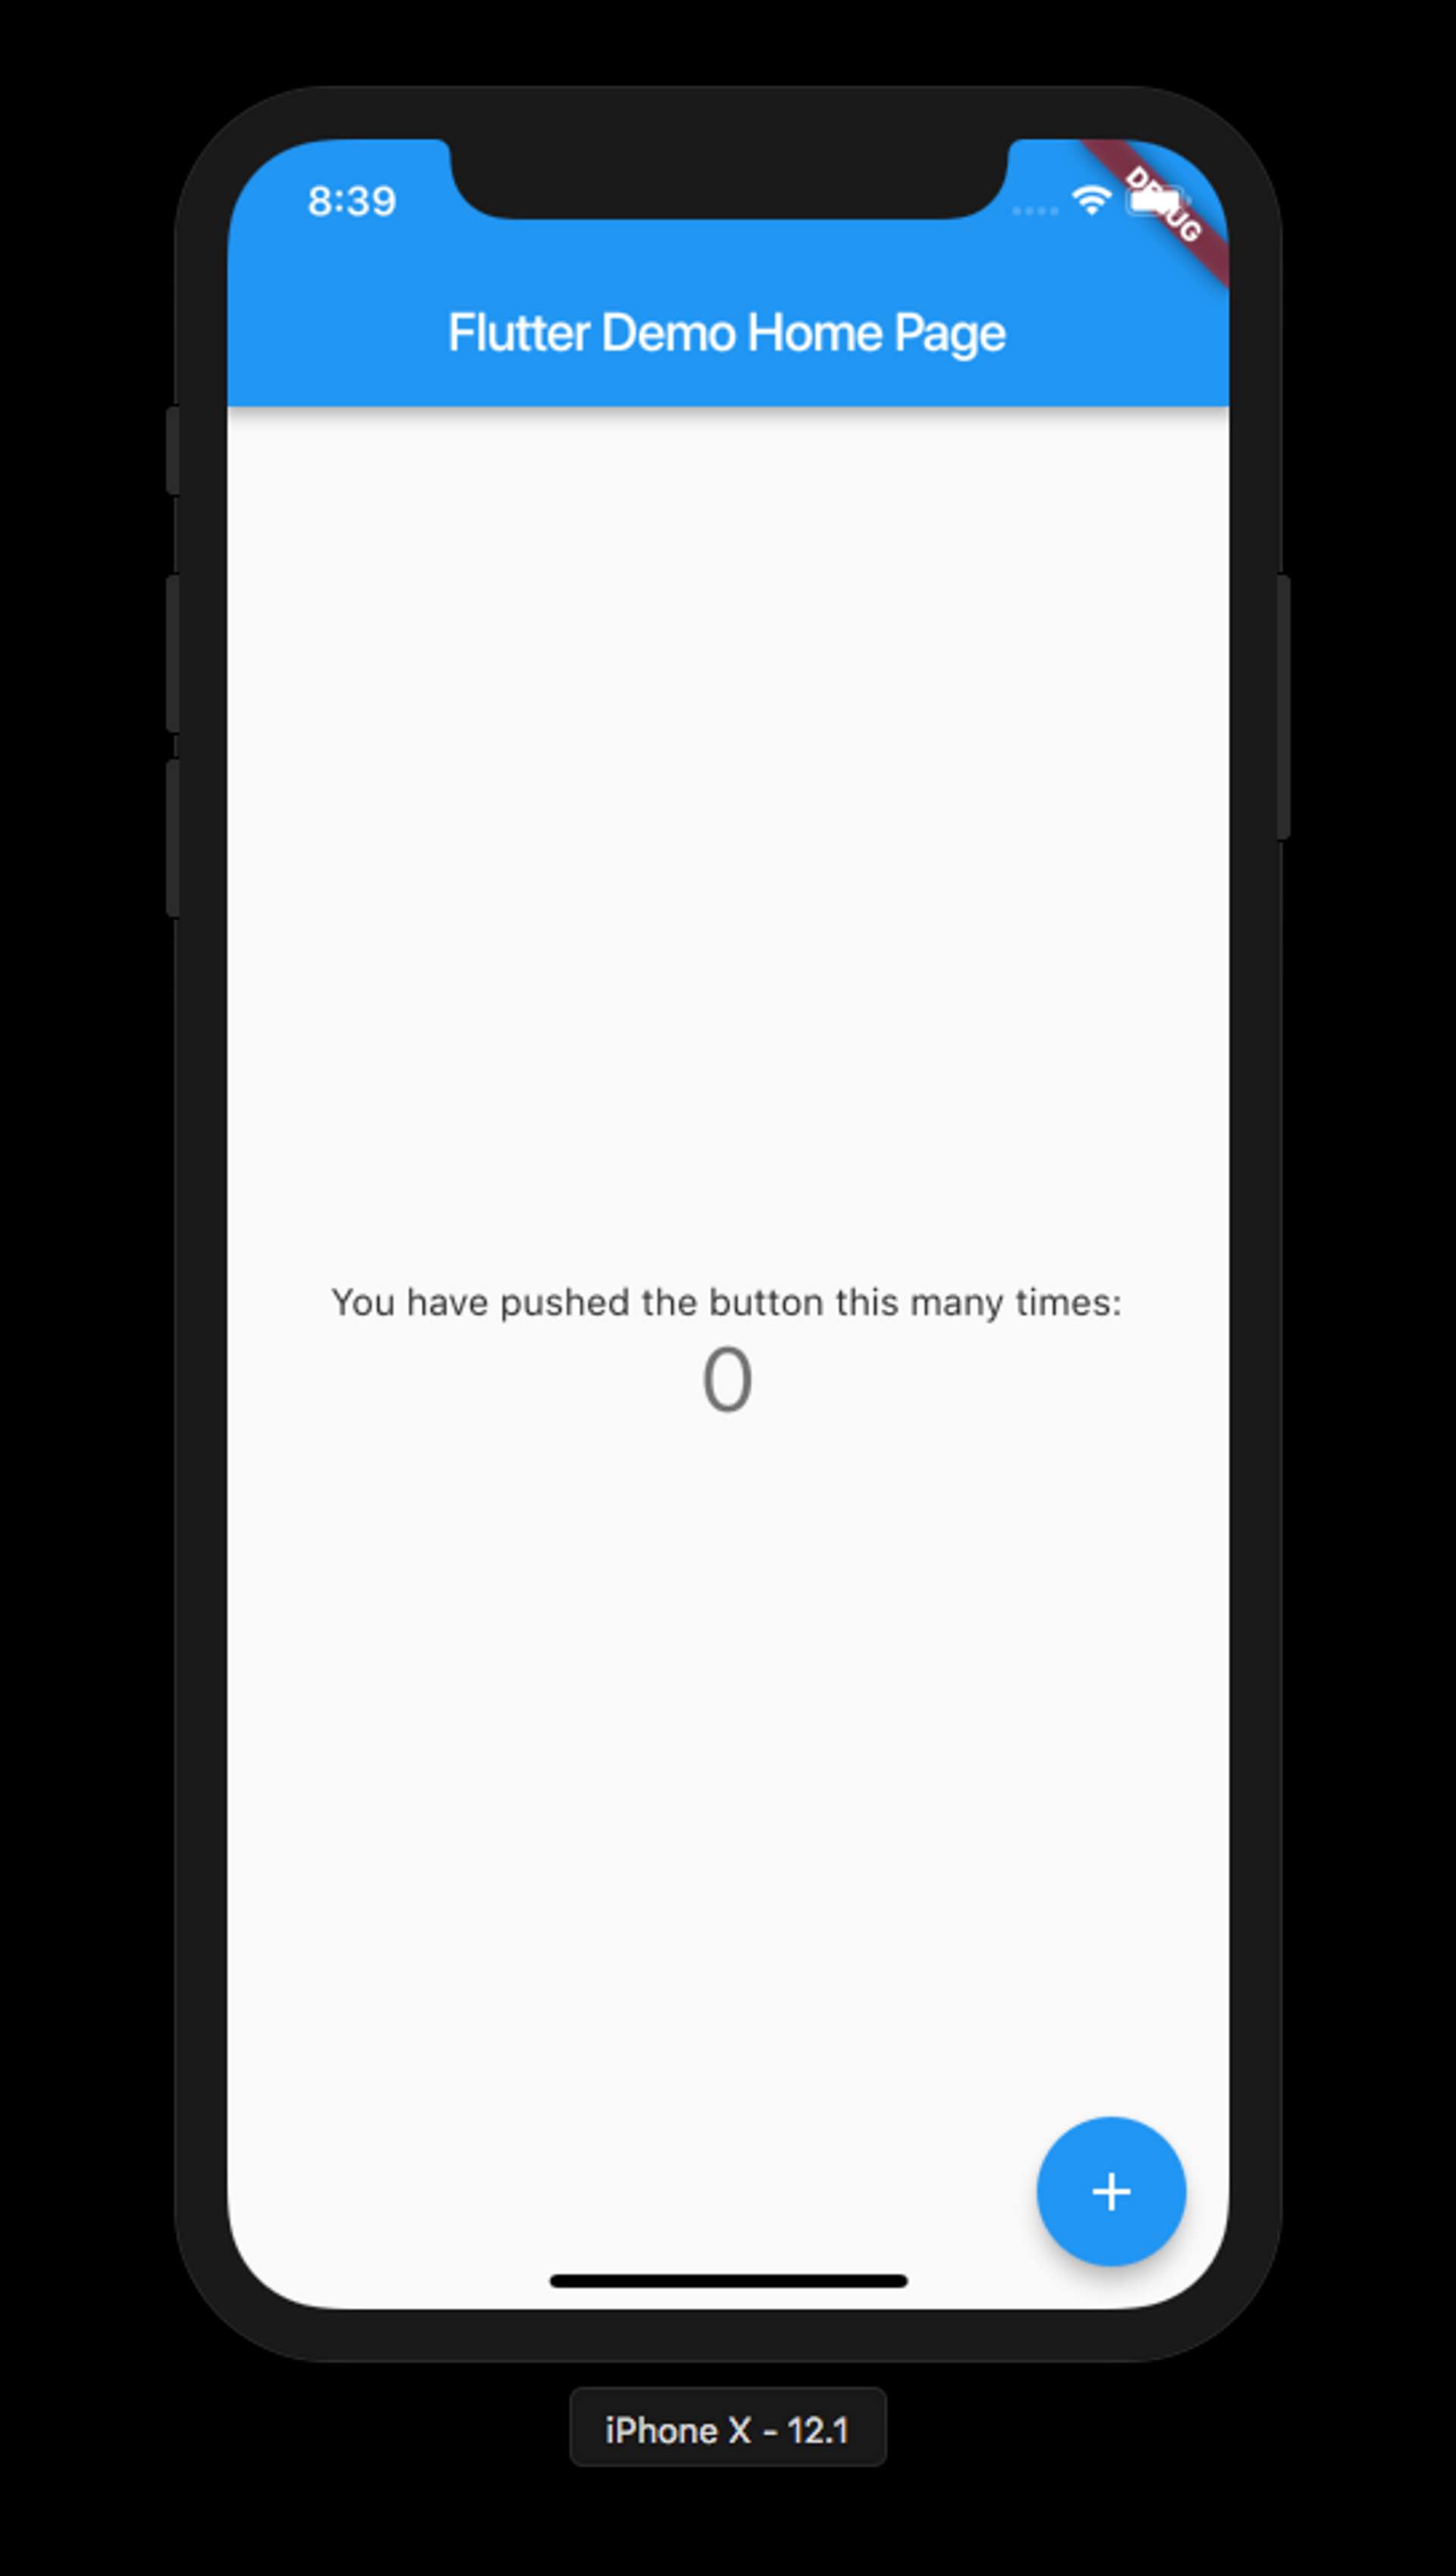 8:39
DEBUG
Flutter Demo Home Page
You have pushed the button this many times:
0
iPhone X - 12.1